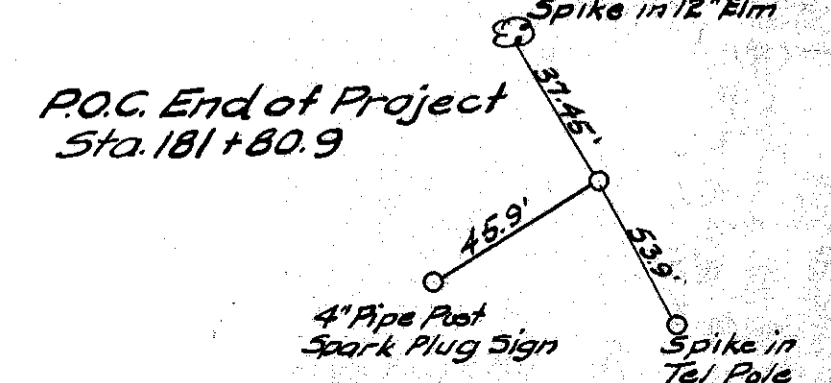 Spike in 12" Elm
37.45'
P.O.C. End of Project
Sta. 181+80.9
45.9'
53.9'
4" Pipe Post
Spark Plug Sign
Spike in
Tel Pole